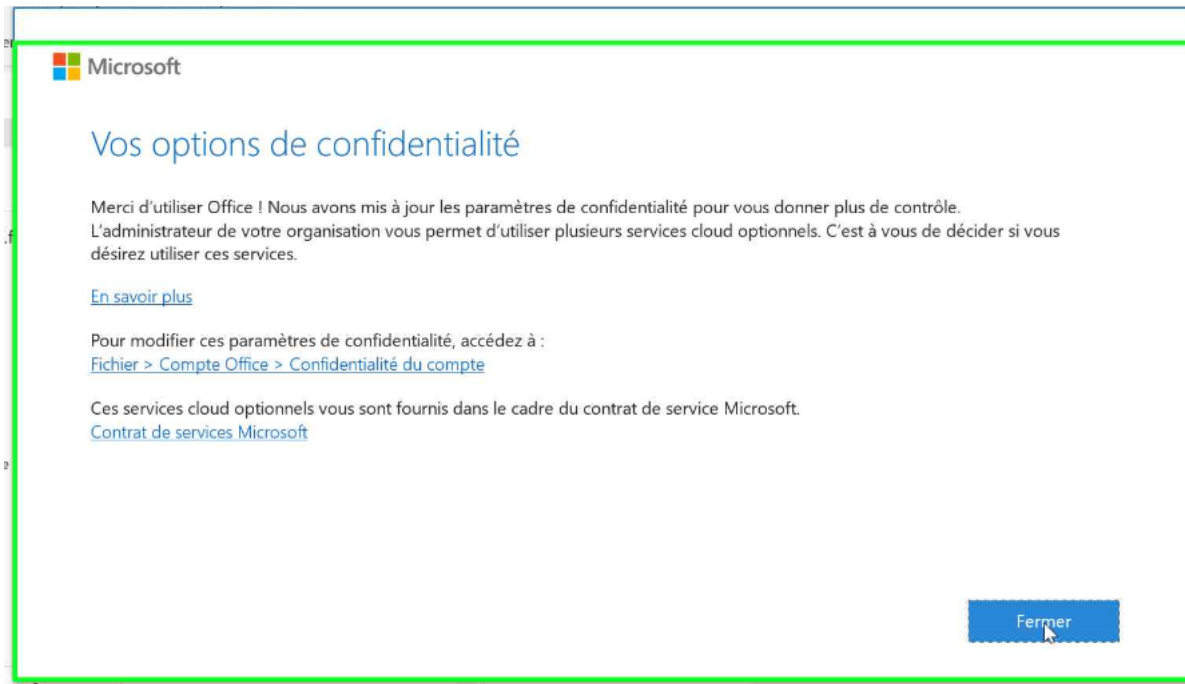 Microsoft
Vos options de confidentialité
Merci d'utiliser Office ! Nous avons mis à jour les paramètres de confidentialité pour vous donner plus de contrôle.
L'administrateur de votre organisation vous permet d'utiliser plusieurs services cloud optionnels. C'est à vous de décider si vous
désirez utiliser ces services.
En savoir plus
Pour modifier ces paramètres de confidentialité, accédez à :
Fichier > Compte Office > Confidentialité du compte
Ces services cloud optionnels vous sont fournis dans le cadre du contrat de service Microsoft.
Contrat de services Microsoft
Fermer